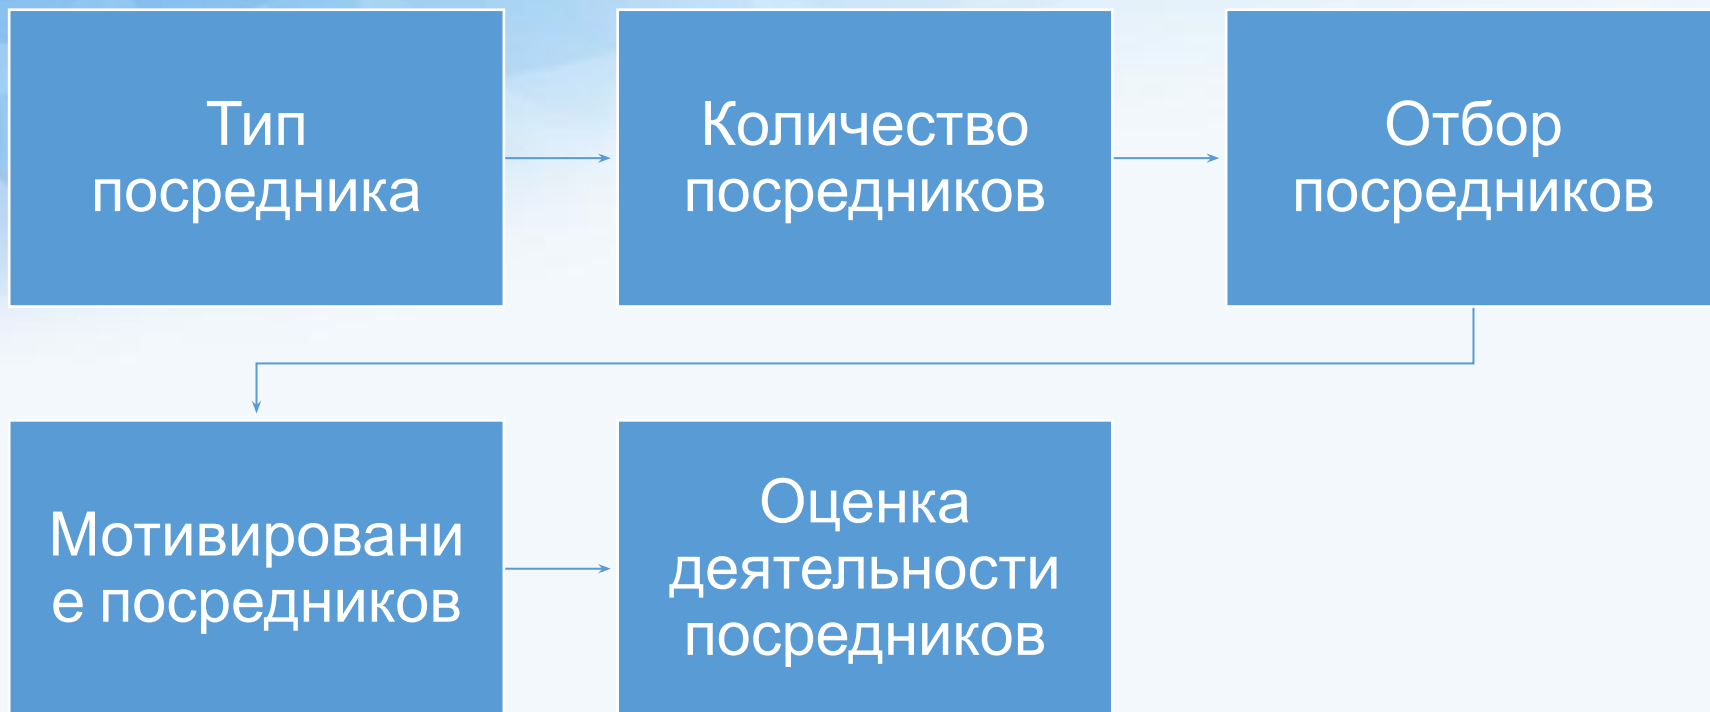 Тип
посредника
Количество
посредников
Отбор
посредников
Мотивировани
е посредников
Оценка
деятельности
посредников